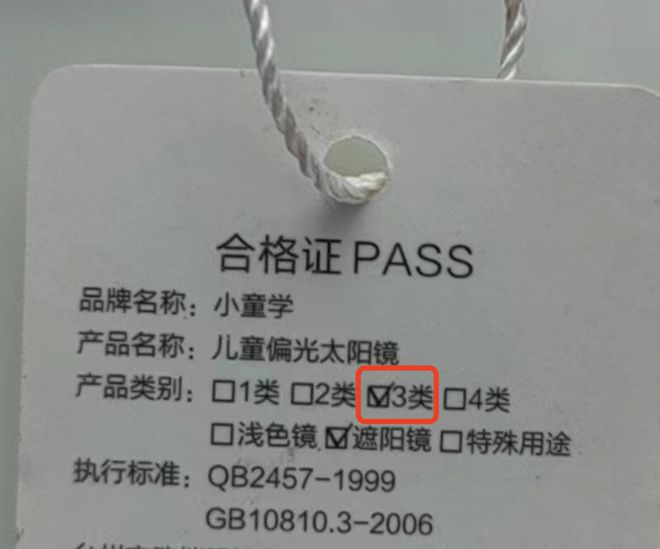 合格证PASS
品牌名称：小童学
产品名称：儿童偏光太阳镜
产品类别：□1类 □2类 ☑3类 □4类
□浅色镜 ☑遮阳镜 □特殊用途
执行标准：QB2457-1999
GB10810.3-2006